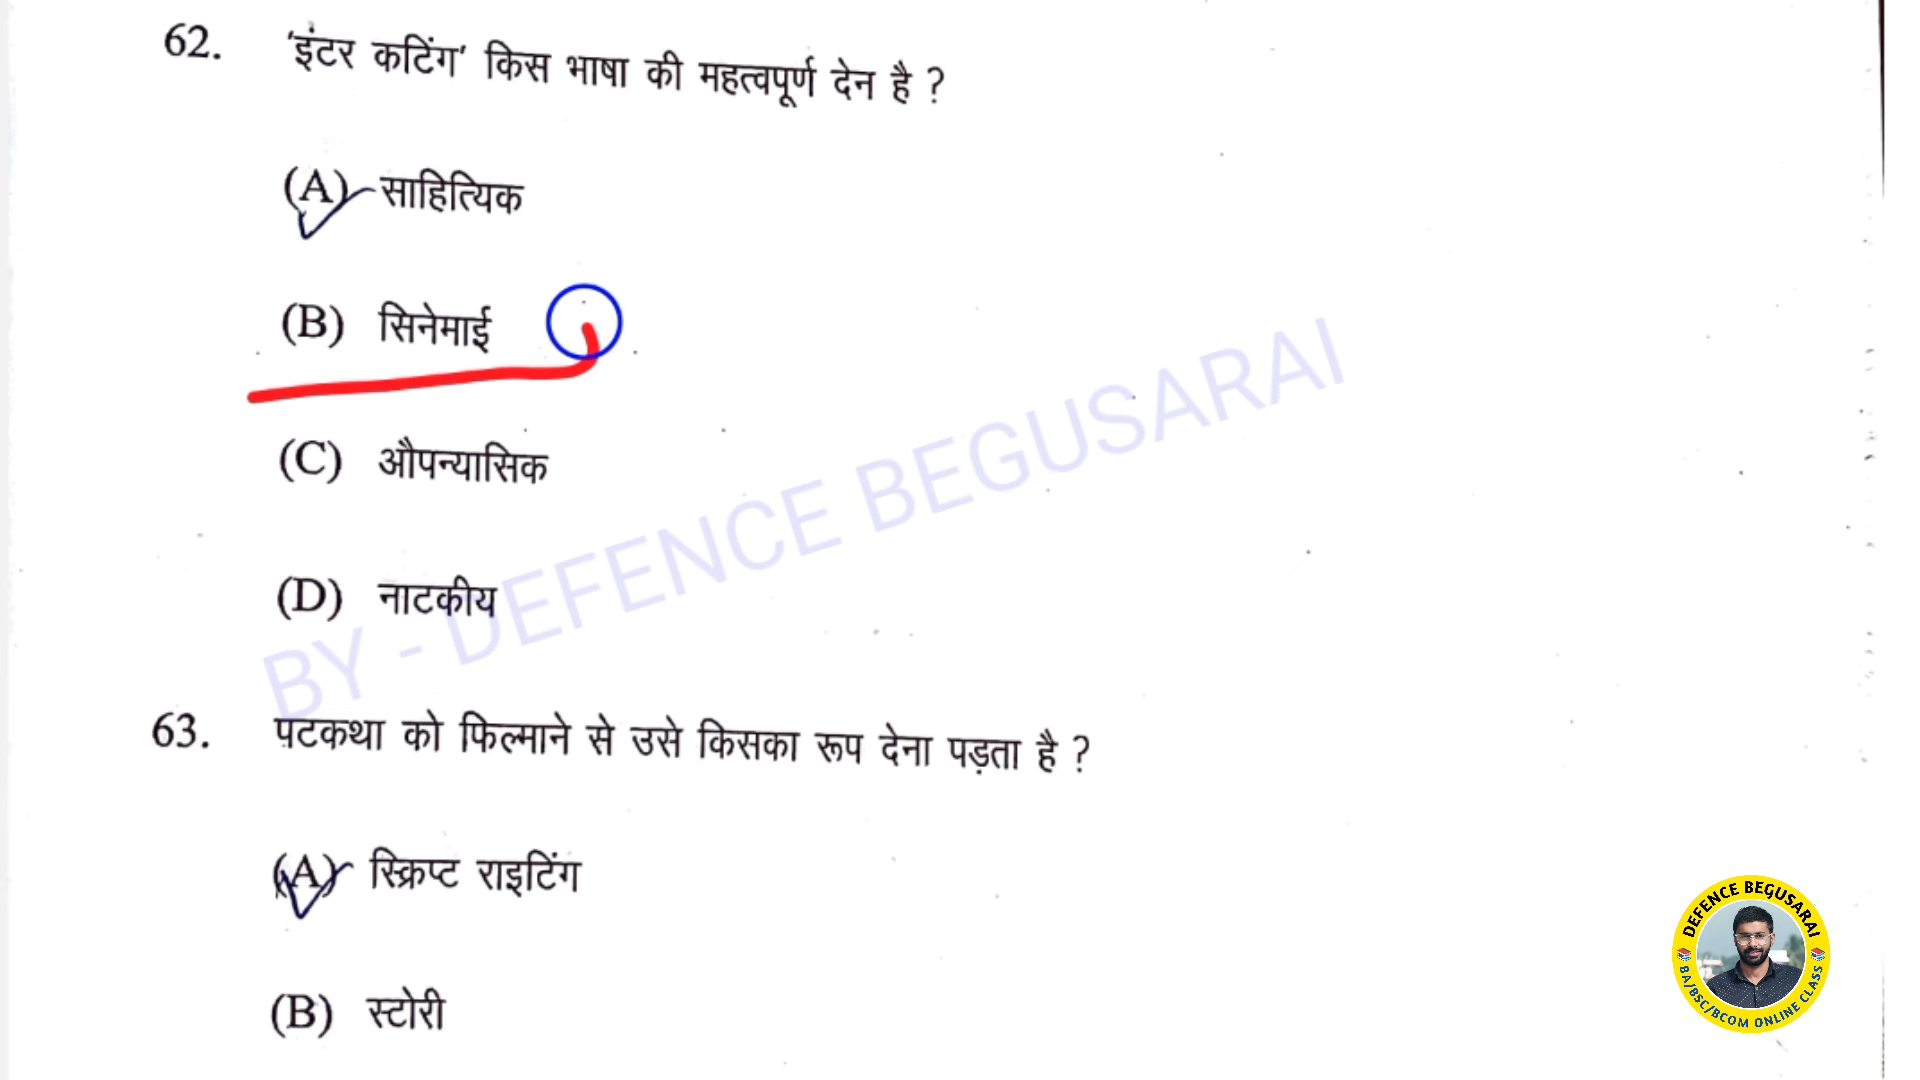 62. 'इंटर कटिंग' किस भाषा की महत्वपूर्ण देन है ?
(A) साहित्यिक
(B) सिनेमाई
(C) औपन्यासिक
(D) नाटकीय
BY - DEFENCE BEGUSARAI
63. पटकथा को फिल्माने से उसे किसका रूप देना पड़ता है ?
(A) स्क्रिप्ट राइटिंग
(B) स्टोरी
DEFENCE BEGUSARAI
BA/BSC/BCOM ONLINE CLASS